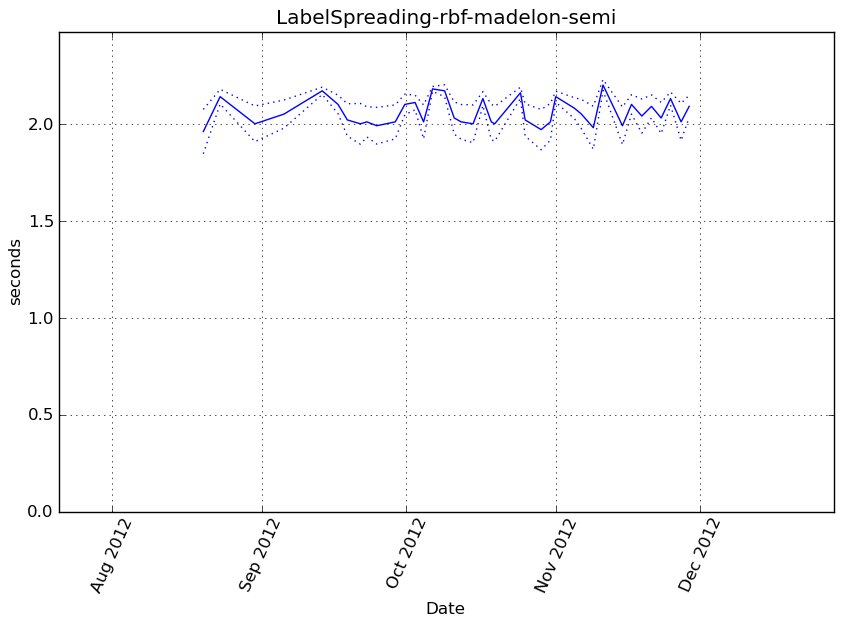 LabelSpreading-rbf-madelon-semi
2.0
1.5
1.0
0.5
0.0
seconds
Aug 2012
Sep 2012
Oct 2012
Nov 2012
Dec 2012
Date